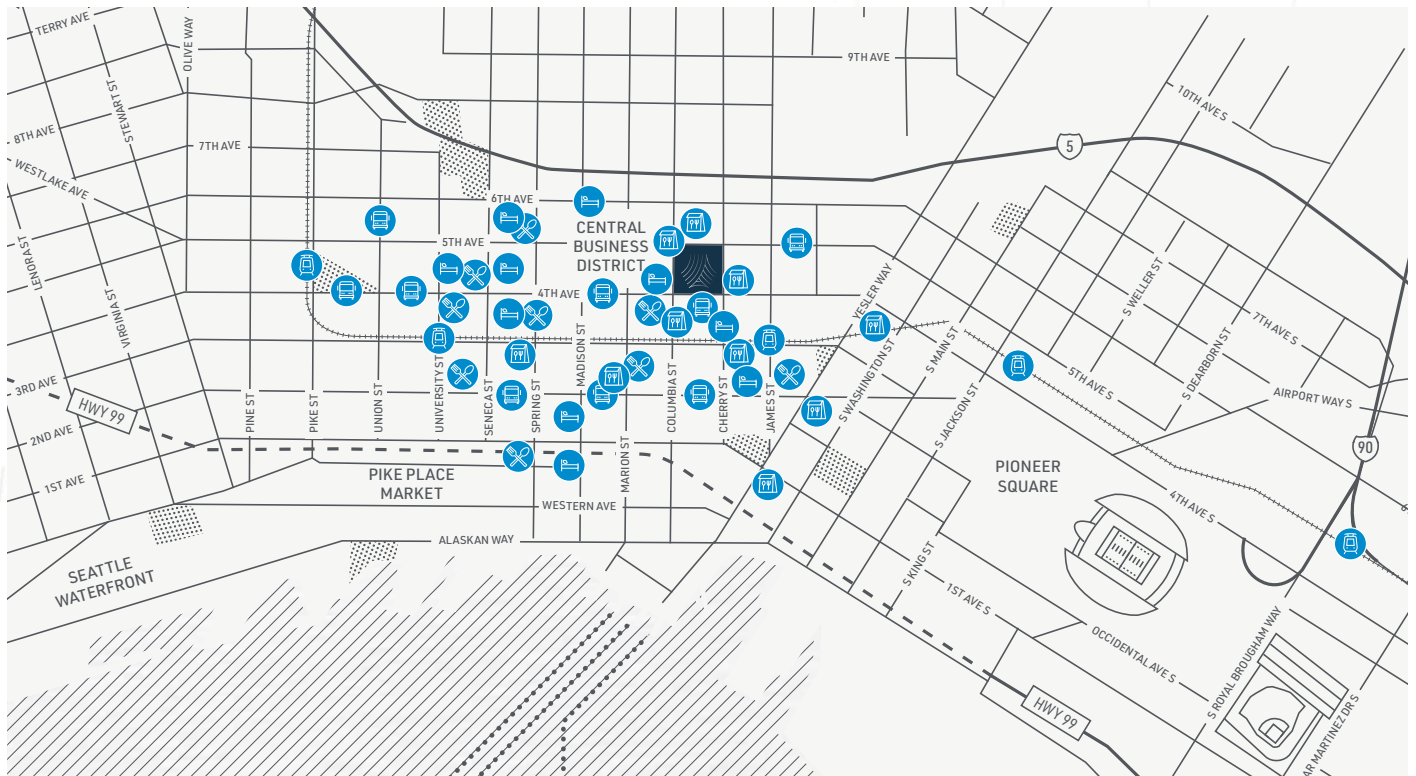 TERRY AVE
OLIVE WAY
9TH AVE
STEWART ST
10TH AVE S
8TH AVE
7TH AVE
5
WESTLAKE AVE
6TH AVE
CENTRAL
BUSINESS
DISTRICT
5TH AVE
LENORA ST
VIRGINIA ST
4TH AVE
YESLER WAY
S WELLER ST
7TH AVE S
MADISON ST
S MAIN ST
S WASHINGTON ST
S DEARBORN ST
5TH AVE S
AIRPORT WAY S
3RD AVE
HWY 99
2ND AVE
1ST AVE
PINE ST
PIKE ST
UNION ST
UNIVERSITY ST
SENECA ST
SPRING ST
MARION ST
COLUMBIA ST
CHERRY ST
JAMES ST
S JACKSON ST
90
PIONEER
SQUARE
PIKE PLACE
MARKET
WESTERN AVE
4TH AVE S
ALASKAN WAY
SEATTLE
WATERFRONT
S KING ST
1ST AVE S
OCCIDENTAL AVE S
S ROYAL BROUGHAM WAY
HWY 99
AR MARTINEZ DR S